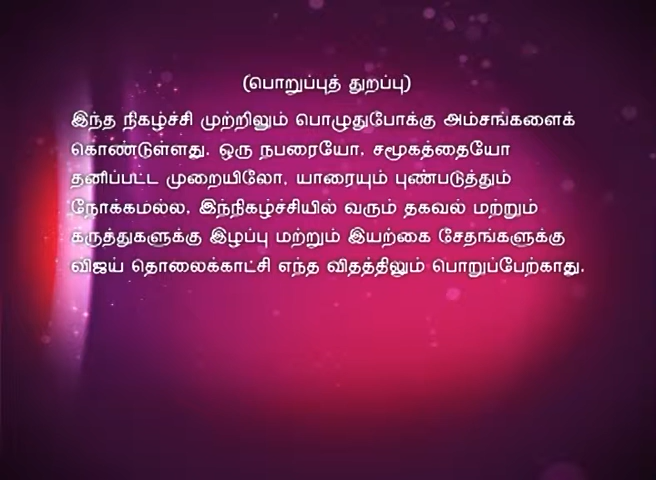 (பொறுப்புத் துறப்பு)
இந்த நிகழ்ச்சி முற்றிலும் பொழுதுபோக்கு அம்சங்களைக்
கொண்டுள்ளது. ஒரு நபரையோ, சமூகத்தையோ
தனிப்பட்ட முறையிலோ, யாரையும் புண்படுத்தும்
நோக்கமல்ல, இந்நிகழ்ச்சியில் வரும் தகவல் மற்றும்
கருத்துகளுக்கு இழப்பு மற்றும் இயற்கை சேதங்களுக்கு
விஜய் தொலைக்காட்சி எந்த விதத்திலும் பொறுப்பேற்காது.